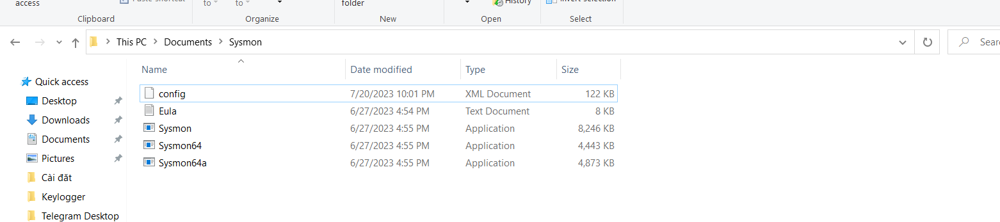 access
Paste shortcut
to
to
folder
History
Invert selection
Clipboard
Organize
New
Open
Select
This PC
Documents
Sysmon
Sear
Name
Date modified
Type
Size
Quick access
Desktop
Downloads
Documents
Pictures
Cài đặt
Keylogger
Telegram Desktop
config 7/20/2023 10:01 PM XML Document 122 KB
Eula 6/27/2023 4:54 PM Text Document 8 KB
Sysmon 6/27/2023 4:55 PM Application 8,246 KB
Sysmon64 6/27/2023 4:55 PM Application 4,443 KB
Sysmon64a 6/27/2023 4:55 PM Application 4,873 KB